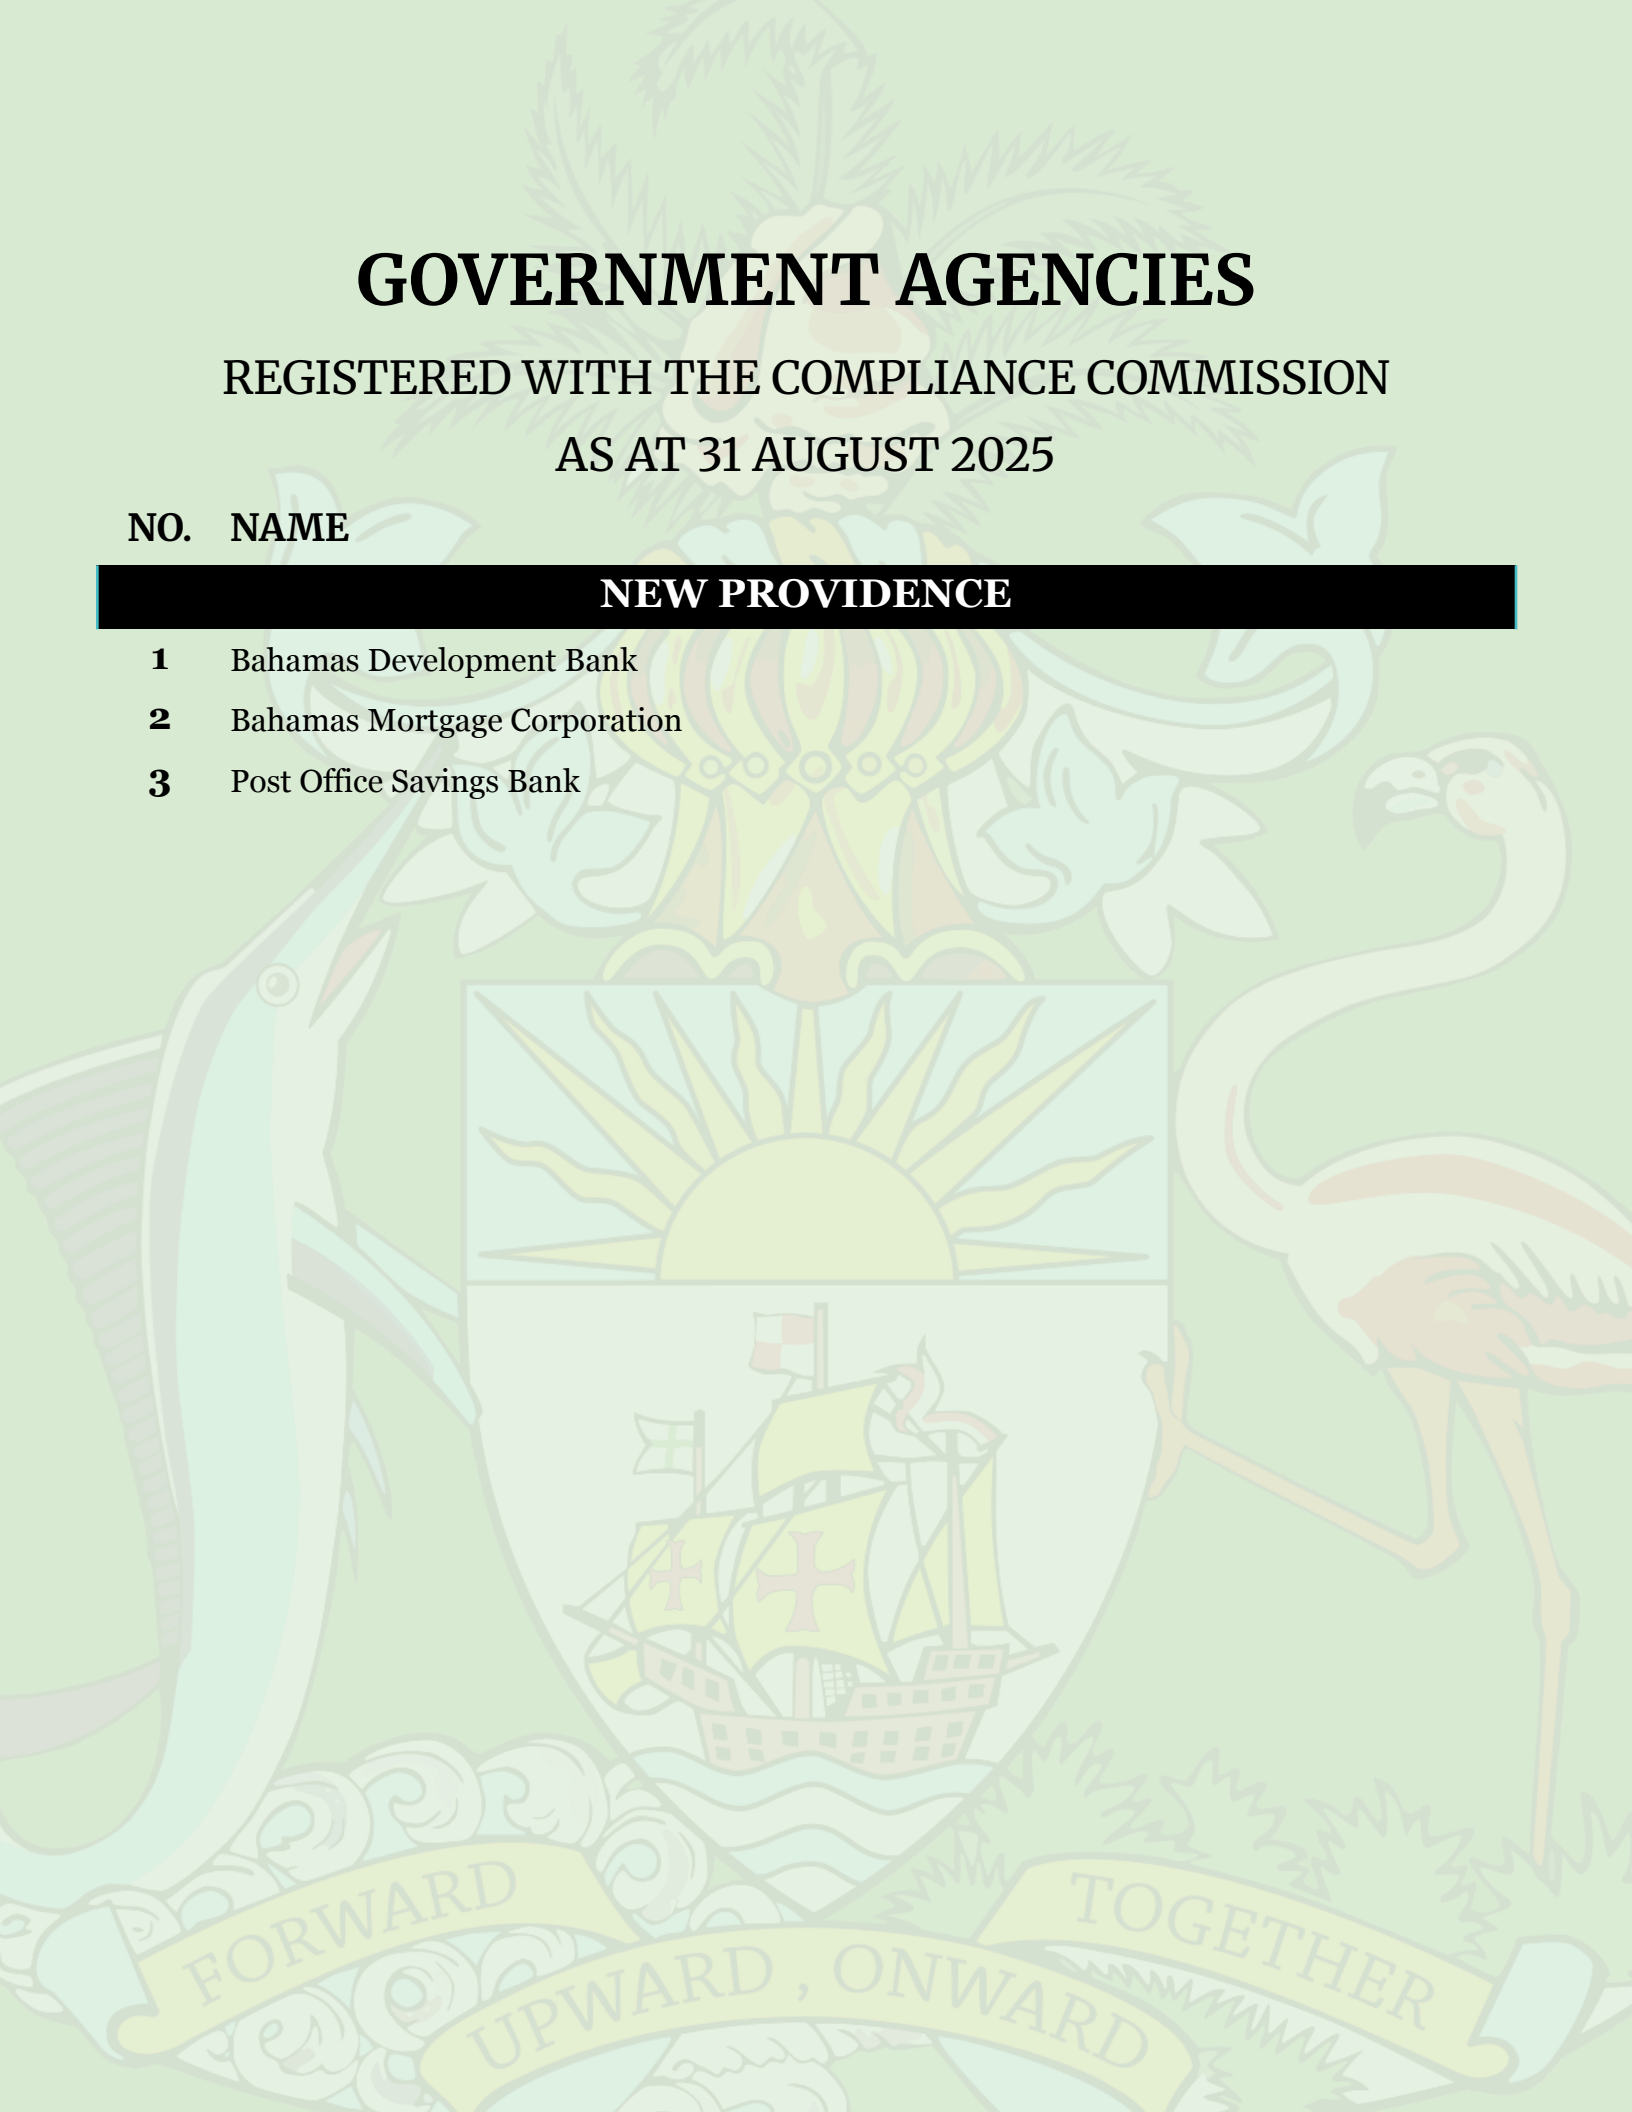 GOVERNMENT AGENCIES
REGISTERED WITH THE COMPLIANCE COMMISSION
AS AT 31 AUGUST 2025
NO. NAME
NEW PROVIDENCE
1 Bahamas Development Bank
2 Bahamas Mortgage Corporation
3 Post Office Savings Bank
FORWARD
UPWARD , ONWARD
TOGETHER